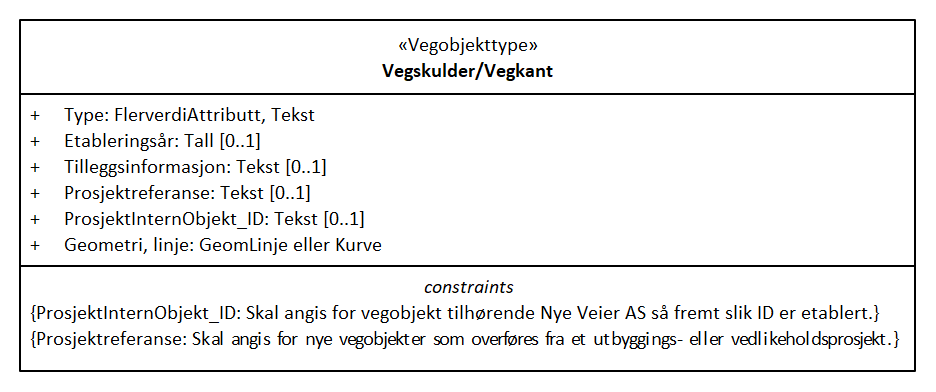 «Vegobjekttype»
Vegskulder/Vegkant
+ Type: FlerverdiAttributt, Tekst
+ Etableringsår: Tall [0..1]
+ Tilleggsinformasjon: Tekst [0..1]
+ Prosjektreferanse: Tekst [0..1]
+ ProsjektInternObjekt_ID: Tekst [0..1]
+ Geometri, linje: GeomLinje eller Kurve
constraints
{ProsjektInternObjekt_ID: Skal angis for vegobjekt tilhørende Nye Veier AS så fremt slik ID er etablert.}
{Prosjektreferanse: Skal angis for nye vegobjekter som overføres fra et utbyggings- eller vedlikeholdsprosjekt.}